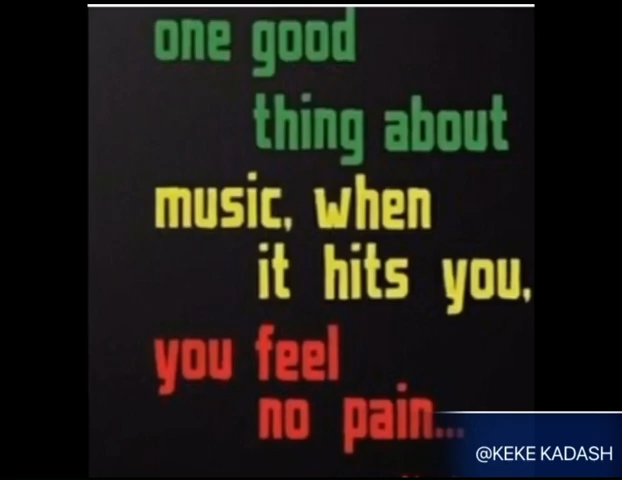 one good
thing about
music, when
it hits you,
you feel
no pain...
@KEKE KADASH